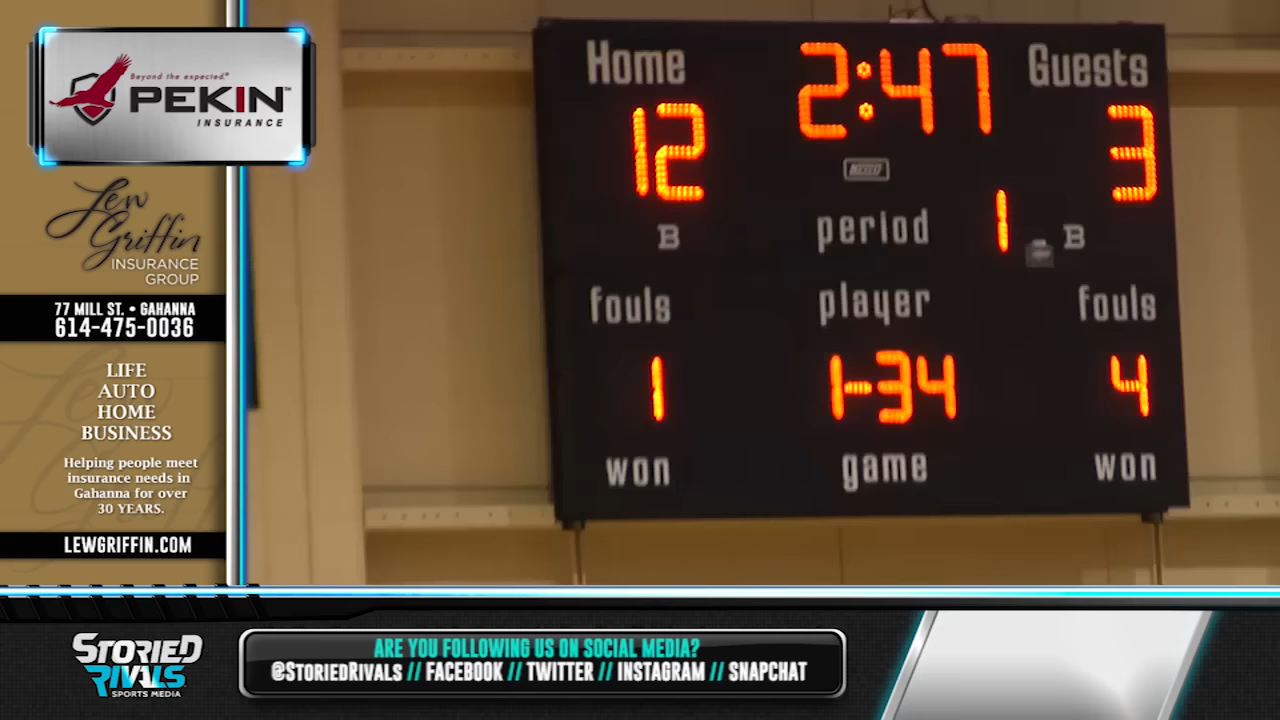 Beyond the expected.®
PEKIN™
INSURANCE
Lew
Griffin
INSURANCE
GROUP
77 MILL ST. • GAHANNA
614-475-0036
LIFE
AUTO
HOME
BUSINESS
Helping people meet
insurance needs in
Gahanna for over
30 YEARS.
LEWGRIFFIN.COM
Home 2:47 Guests
12 3
B period 1 B
fouls player fouls
1 1-34 4
won game won
STORIED
RIVALS
SPORTS MEDIA
ARE YOU FOLLOWING US ON SOCIAL MEDIA?
@STORIEDRIVALS // FACEBOOK // TWITTER // INSTAGRAM // SNAPCHAT